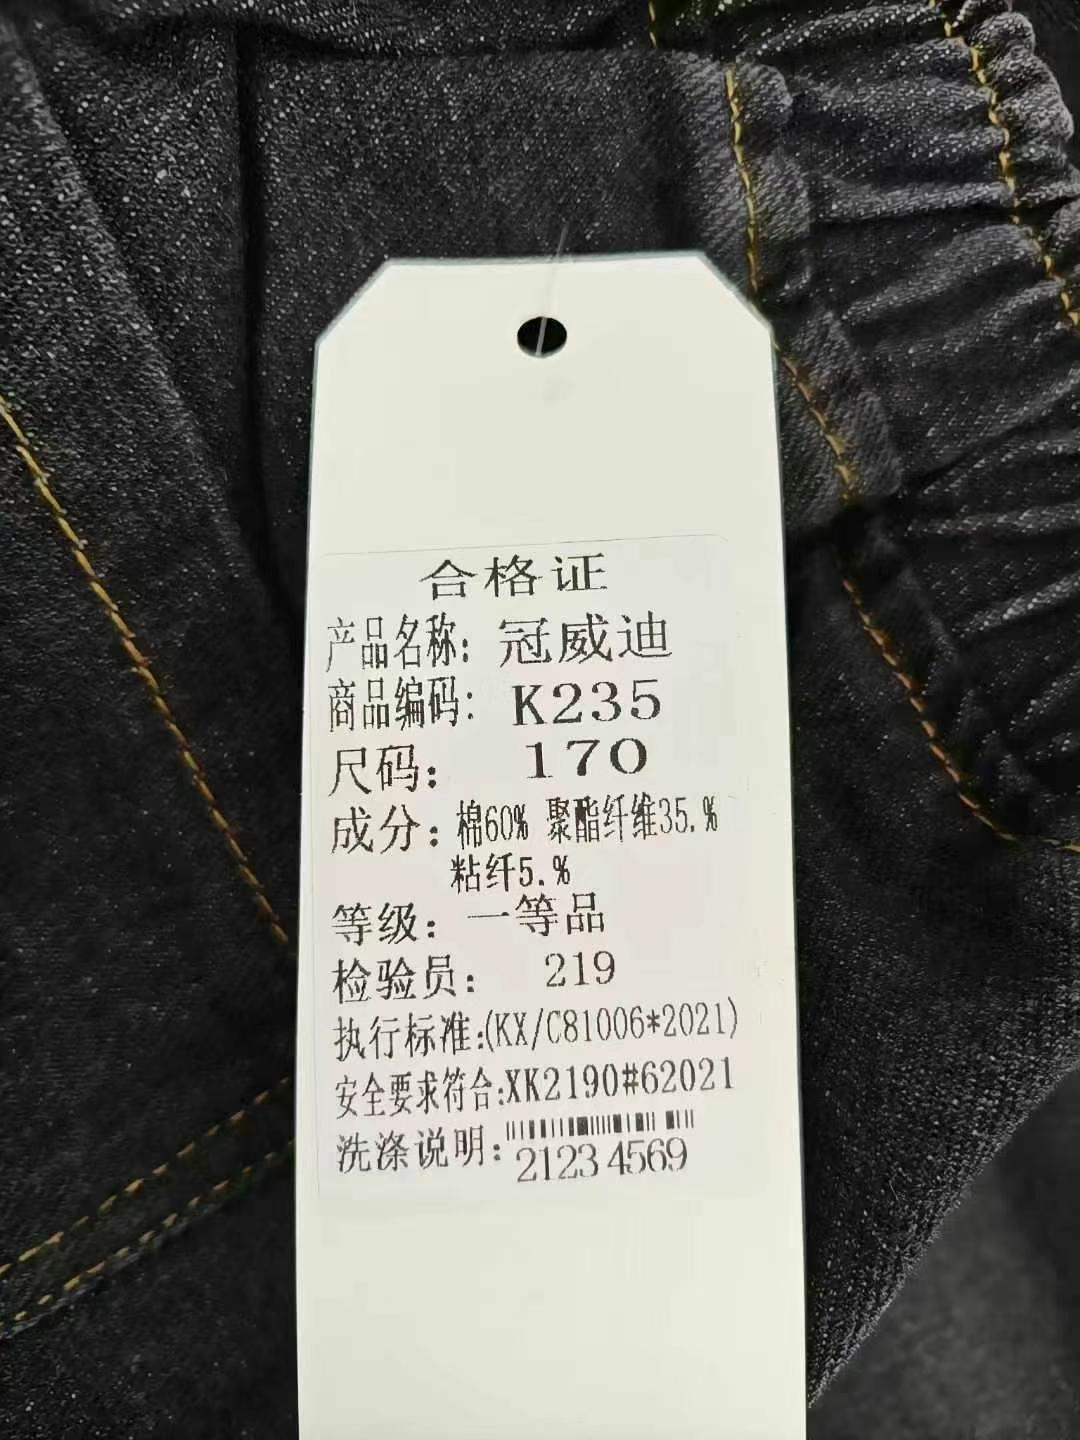 合格证
产品名称：冠威迪
商品编码：K235
尺码：170
成分：棉60% 聚酯纤维35.%
粘纤5.%
等级：一等品
检验员：219
执行标准:(KX/C81006*2021)
安全要求符合:XK2190#62021
洗涤说明：
21234569